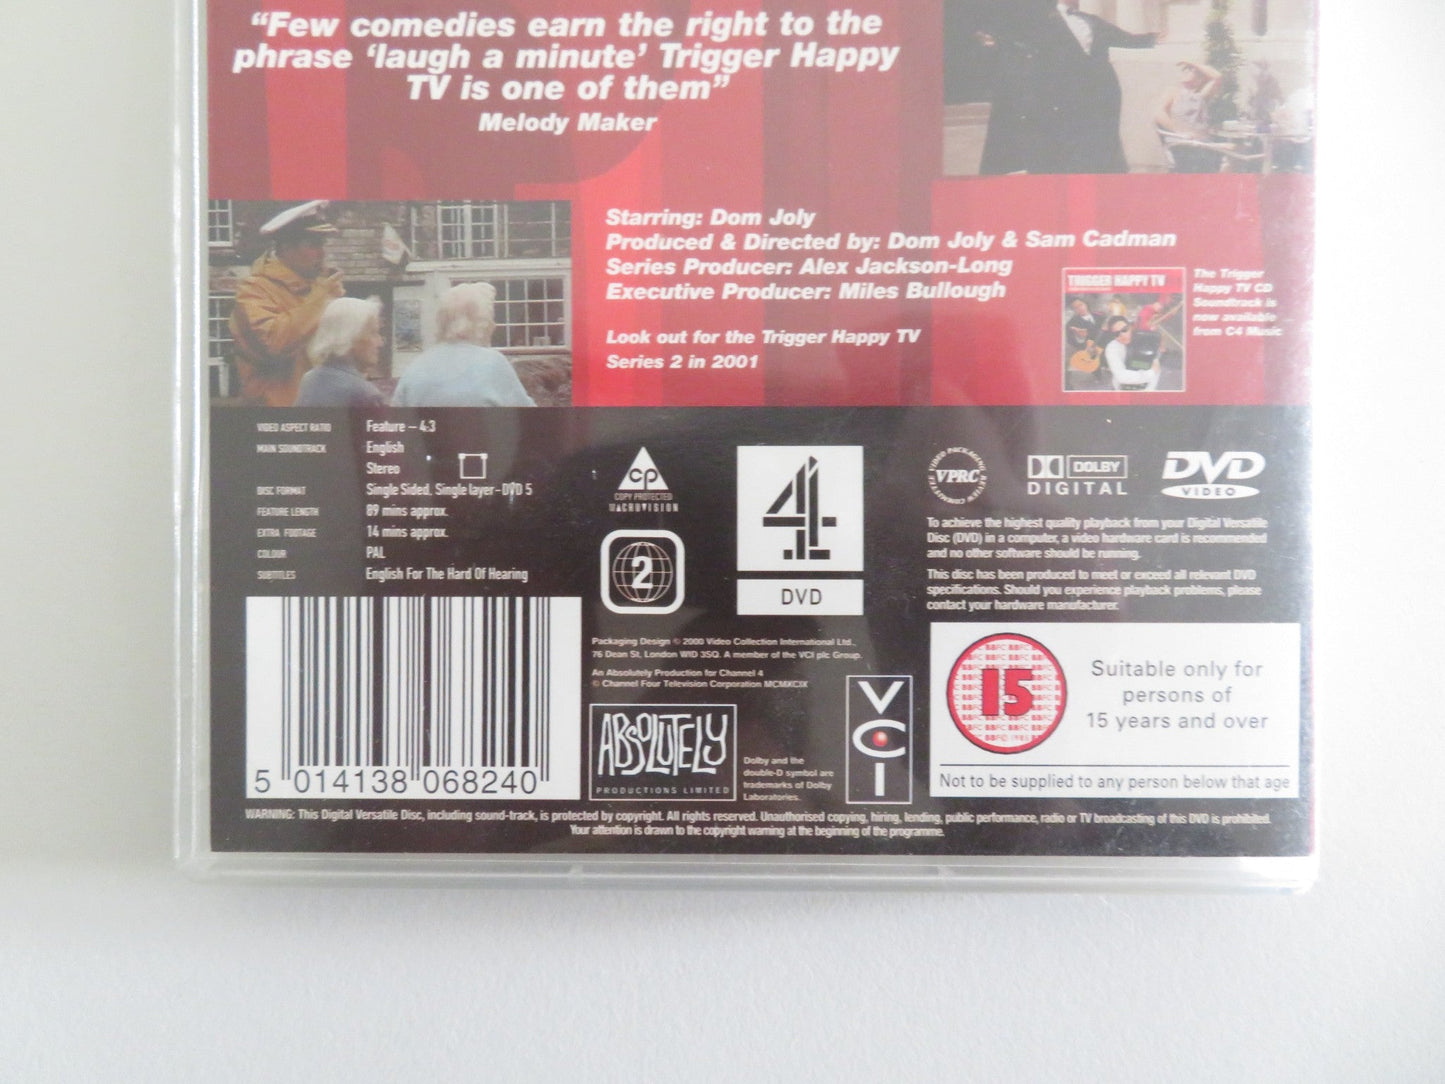 “Few comedies earn the right to the
phrase ‘laugh a minute’ Trigger Happy
TV is one of them”
Melody Maker
Starring: Dom Joly
Produced & Directed by: Dom Joly & Sam Cadman
Series Producer: Alex Jackson-Long
Executive Producer: Miles Bullough
Look out for the Trigger Happy TV
Series 2 in 2001
TRIGGER HAPPY TV
The Trigger
Happy TV CD
Soundtrack is
now available
from C4 Music
VIDEO ASPECT RATIO Feature – 4:3
MAIN SOUNDTRACK English
Stereo
DISC FORMAT Single Sided, Single layer-DVD 5
FEATURE LENGTH 89 mins approx.
EXTRA FOOTAGE 14 mins approx.
COLOUR PAL
SUBTITLES English For The Hard Of Hearing
CP
COPY PROTECTED
MACROVISION
2
4
DVD
VIDEO PACKAGING REVIEW COMMITTEE
VPRC
DOLBY
DIGITAL
DVD
VIDEO
To achieve the highest quality playback from your Digital Versatile
Disc (DVD) in a computer, a video hardware card is recommended
and no other software should be running.
This disc has been produced to meet or exceed all relevant DVD
specifications. Should you experience playback problems, please
contact your hardware manufacturer.
Packaging Design © 2000 Video Collection International Ltd.,
76 Dean St, London W1D 3SQ. A member of the VCI plc Group.
An Absolutely Production for Channel 4
© Channel Four Television Corporation MCMXCIX
ABSOLUTELY
PRODUCTIONS LIMITED
Dolby and the
double-D symbol are
trademarks of Dolby
Laboratories.
VCI
15
Suitable only for
persons of
15 years and over
Not to be supplied to any person below that age
5 014138 068240
WARNING: This Digital Versatile Disc, including sound-track, is protected by copyright. All rights reserved. Unauthorised copying, hiring, lending, public performance, radio or TV broadcasting of this DVD is prohibited.
Your attention is drawn to the copyright warning at the beginning of the programme.